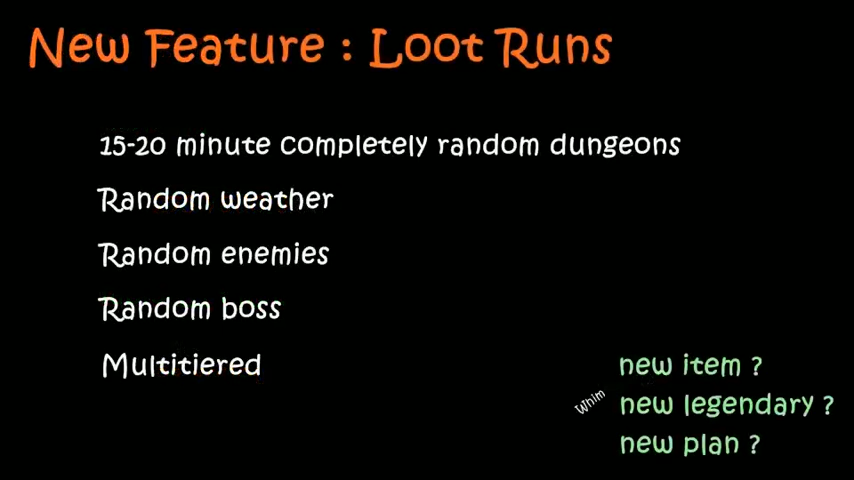 New Feature : Loot Runs
15-20 minute completely random dungeons
Random weather
Random enemies
Random boss
Multitiered
new item ?
Whim
new legendary ?
new plan ?